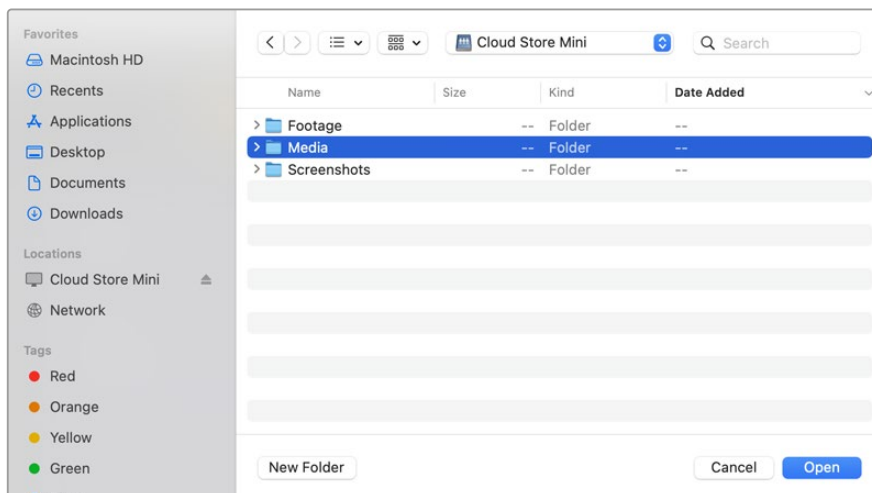 Favorites
Macintosh HD
Recents
Applications
Desktop
Documents
Downloads
Locations
Cloud Store Mini
Network
Tags
Red
Orange
Yellow
Green
Cloud Store Mini
Search
Name Size Kind Date Added
Footage -- Folder --
Media -- Folder --
Screenshots -- Folder --
New Folder Cancel Open